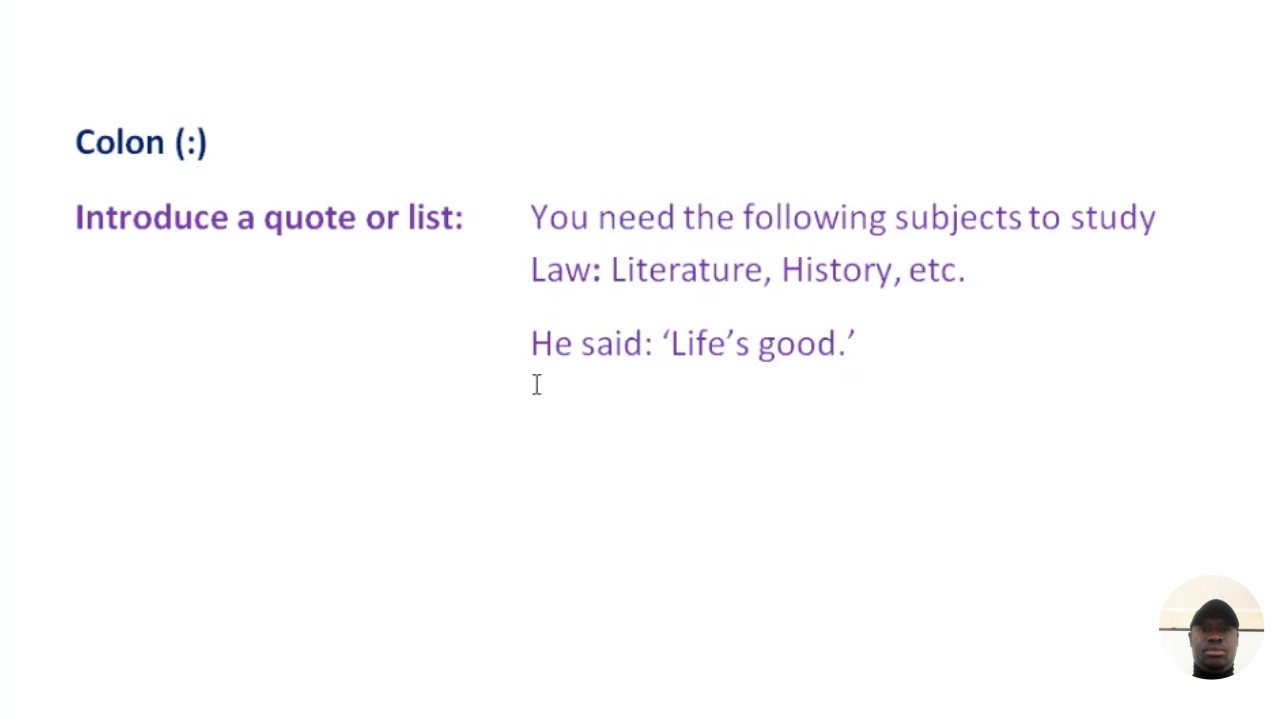 Colon (:)
Introduce a quote or list: You need the following subjects to study
Law: Literature, History, etc.
He said: ‘Life’s good.’